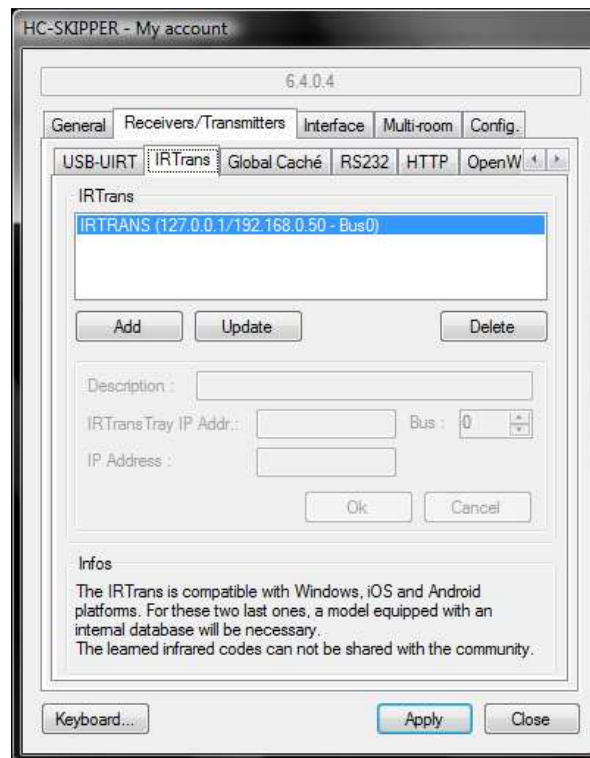 HC-SKIPPER - My account
6.4.0.4
General Receivers/Transmitters Interface Multi-room Config.
USB-UIRT IRTrans Global Caché RS232 HTTP OpenW
IRTrans
IRTRANS (127.0.0.1/192.168.0.50 - Bus0)
Add Update Delete
Description :
IRTransTray IP Addr.: Bus : 0
IP Address :
Ok Cancel
Infos
The IRTrans is compatible with Windows, iOS and Android
platforms. For these two last ones, a model equipped with an
internal database will be necessary.
The learned infrared codes can not be shared with the community.
Keyboard... Apply Close